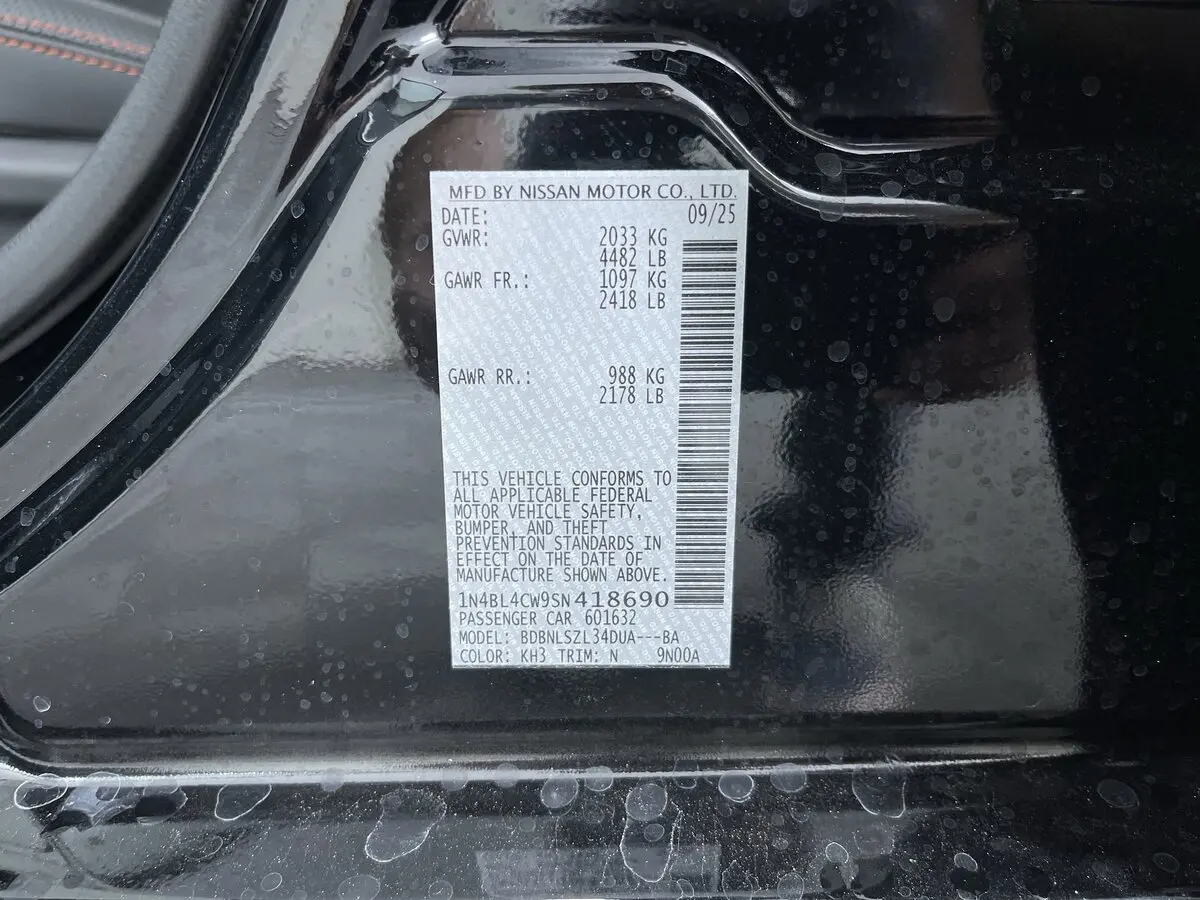 MFD BY NISSAN MOTOR CO., LTD.
DATE: 09/25
GVWR: 2033 KG
4482 LB
GAWR FR.: 1097 KG
2418 LB
GAWR RR.: 988 KG
2178 LB
THIS VEHICLE CONFORMS TO
ALL APPLICABLE FEDERAL
MOTOR VEHICLE SAFETY,
BUMPER, AND THEFT
PREVENTION STANDARDS IN
EFFECT ON THE DATE OF
MANUFACTURE SHOWN ABOVE.
1N4BL4CW9SN418690
PASSENGER CAR 601632
MODEL: BDBNLSZL34DUA---BA
COLOR: KH3 TRIM: N 9N00A